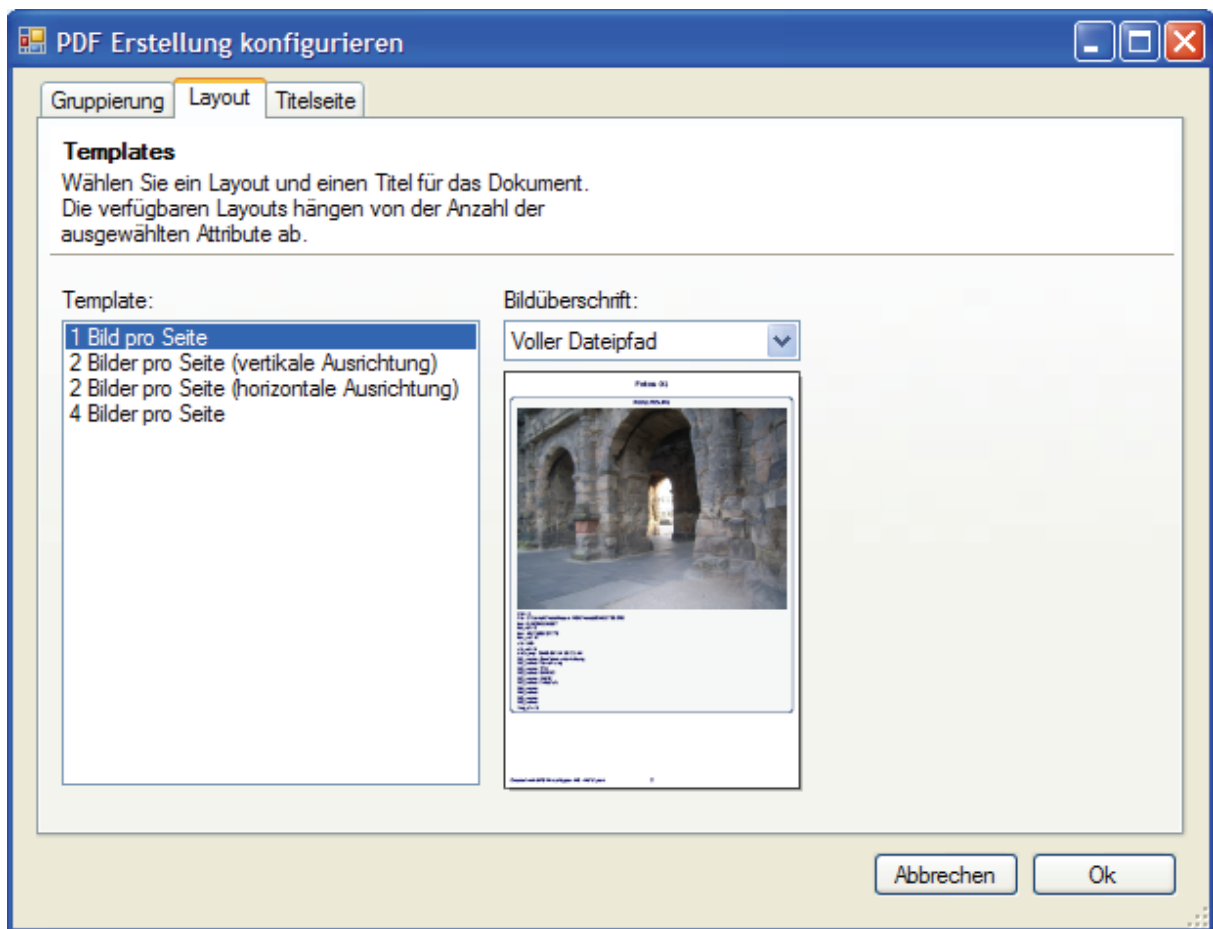 PDF Erstellung konfigurieren
Gruppierung
Layout
Titelseite
Templates
Wählen Sie ein Layout und einen Titel für das Dokument.
Die verfügbaren Layouts hängen von der Anzahl der
ausgewählten Attribute ab.
Template:
1 Bild pro Seite
2 Bilder pro Seite (vertikale Ausrichtung)
2 Bilder pro Seite (horizontale Ausrichtung)
4 Bilder pro Seite
Bildüberschrift:
Voller Dateipfad
Abbrechen
Ok